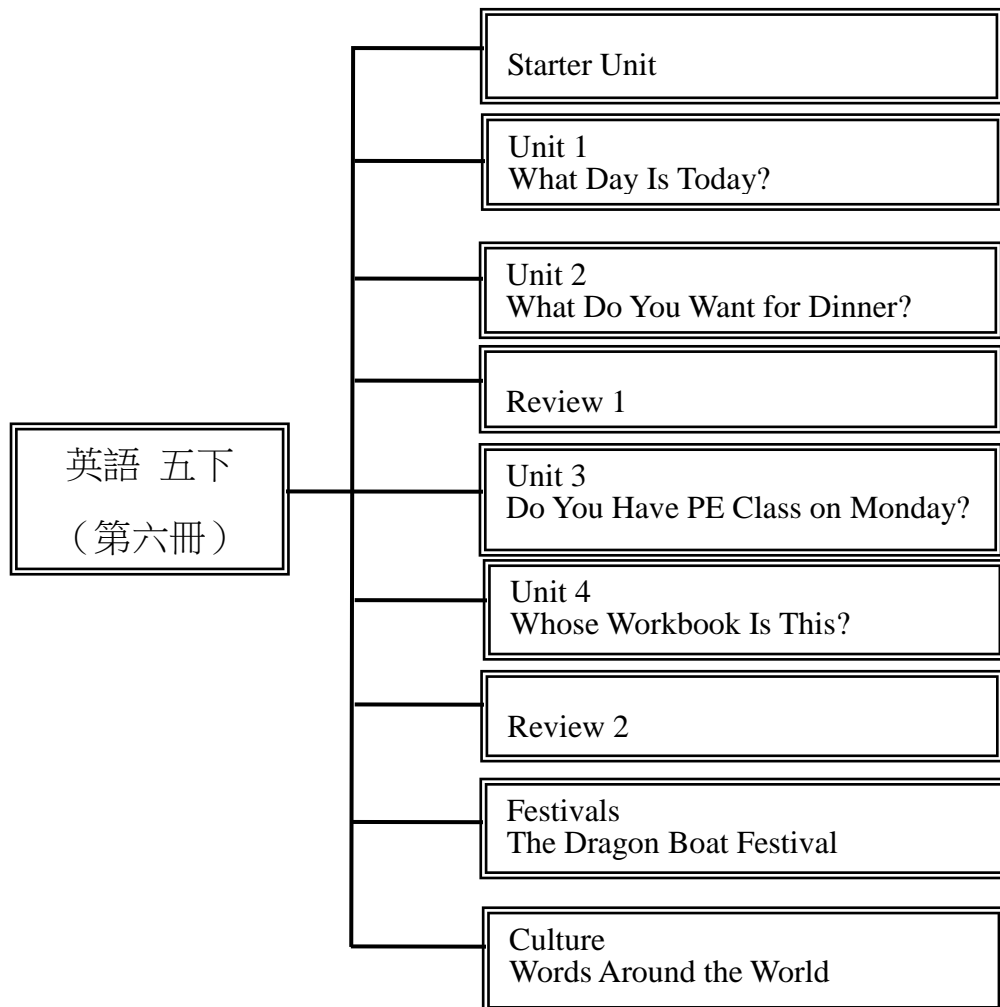 英語 五下
（第六冊）
Starter Unit
Unit 1
What Day Is Today?
Unit 2
What Do You Want for Dinner?
Review 1
Unit 3
Do You Have PE Class on Monday?
Unit 4
Whose Workbook Is This?
Review 2
Festivals
The Dragon Boat Festival
Culture
Words Around the World